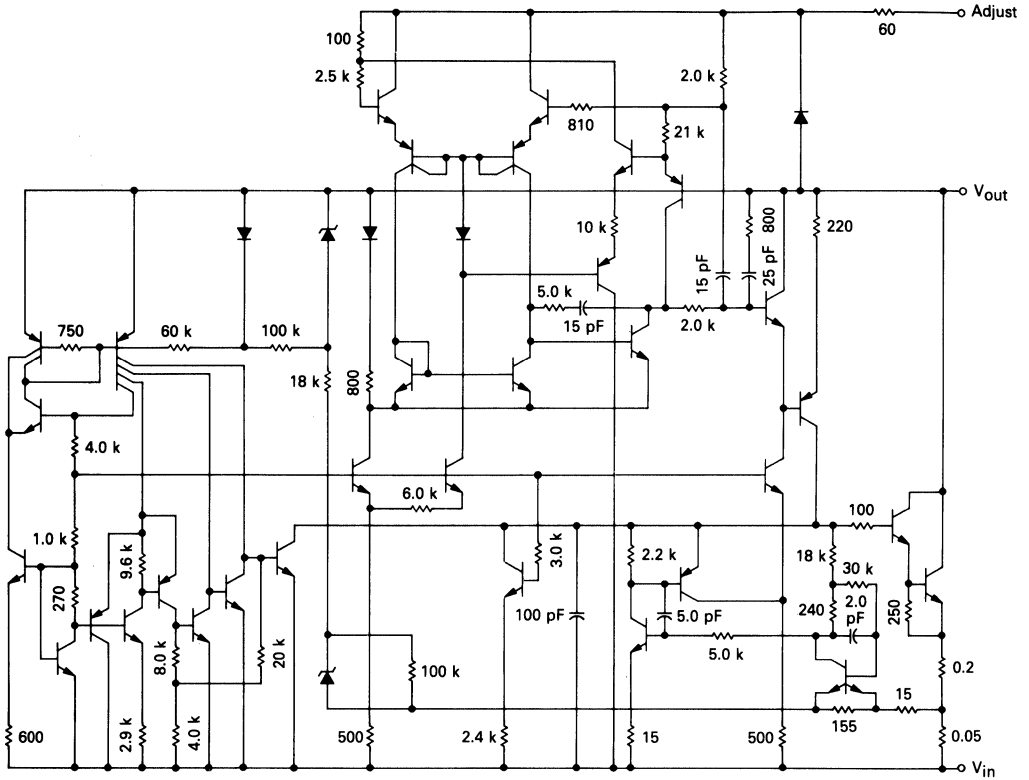 Adjust
60
100
2.5 k
2.0 k
810
21 k
Vout
10 k
800
220
15 pF
25 pF
5.0 k
15 pF
2.0 k
750
60 k
100 k
18 k
800
4.0 k
6.0 k
1.0 k
9.6 k
3.0 k
2.2 k
100
18 k
30 k
270
100 pF
5.0 pF
240
2.0
pF
250
8.0 k
20 k
100 k
5.0 k
0.2
15
155
600
2.9 k
4.0 k
500
2.4 k
15
500
0.05
Vin